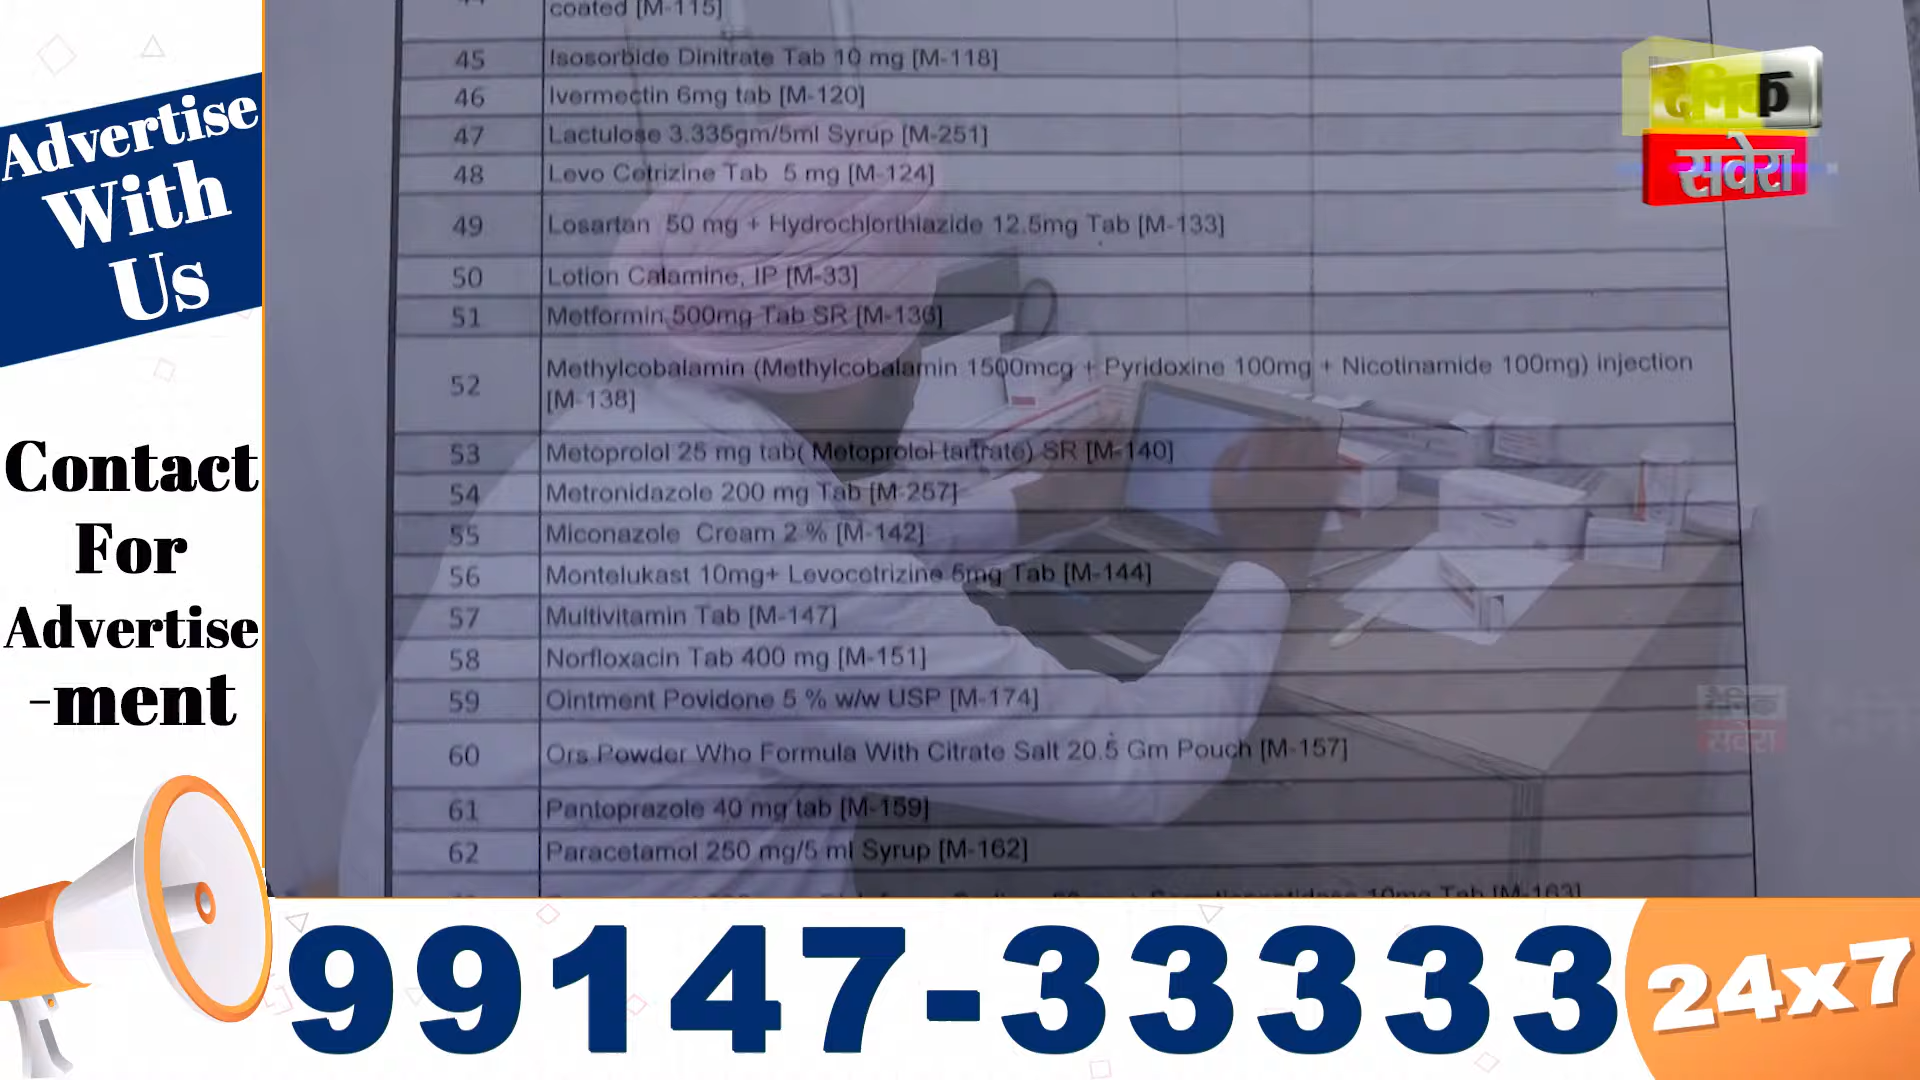 Advertise
With
Us
Contact
For
Advertise
-ment
coated [M-115]
45 Isosorbide Dinitrate Tab 10 mg [M-118]
46 Ivermectin 6mg tab [M-120]
47 Lactulose 3.335gm/5ml Syrup [M-251]
48 Levo Cetrizine Tab 5 mg [M-124]
49 Losartan 50 mg + Hydrochlorthiazide 12.5mg Tab [M-133]
50 Lotion Calamine, IP [M-33]
51 Metformin 500mg Tab SR [M-136]
52 Methylcobalamin (Methylcobalamin 1500mcg + Pyridoxine 100mg + Nicotinamide 100mg) injection
[M-138]
53 Metoprolol 25 mg tab( Metoprolol tartrate) SR [M-140]
54 Metronidazole 200 mg Tab [M-257]
55 Miconazole Cream 2 % [M-142]
56 Montelukast 10mg+ Levocetrizine 5mg Tab [M-144]
57 Multivitamin Tab [M-147]
58 Norfloxacin Tab 400 mg [M-151]
59 Ointment Povidone 5 % w/w USP [M-174]
60 Ors Powder Who Formula With Citrate Salt 20.5 Gm Pouch [M-157]
61 Pantoprazole 40 mg tab [M-159]
62 Paracetamol 250 mg/5 ml Syrup [M-162]
10mg Tab [M-163]
दैनिक
सवेरा
दैनिक
सवेरा
99147-33333
24x7